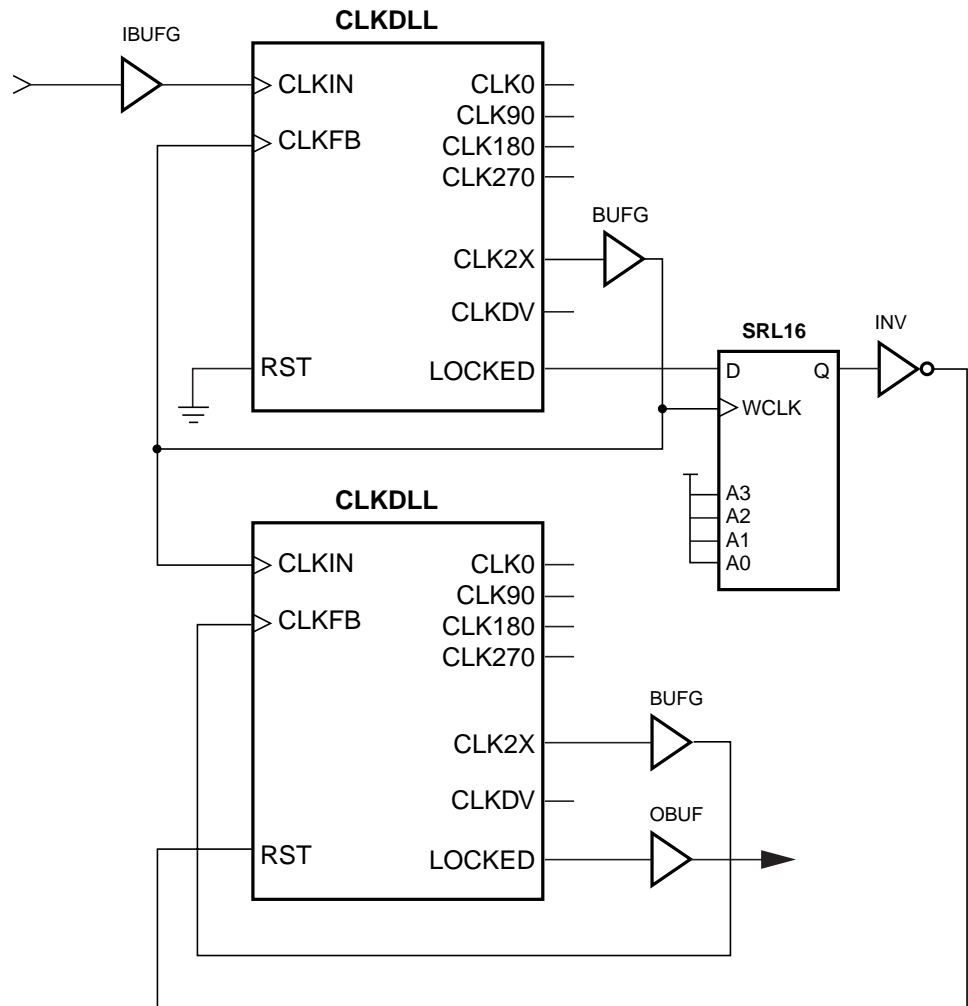 CLKDLL
IBUFG
CLKIN
CLKFB
RST
CLK0
CLK90
CLK180
CLK270
CLK2X
CLKDV
LOCKED
BUFG
SRL16
D
Q
WCLK
A3
A2
A1
A0
INV
CLKDLL
CLKIN
CLKFB
RST
CLK0
CLK90
CLK180
CLK270
CLK2X
CLKDV
LOCKED
BUFG
OBUF